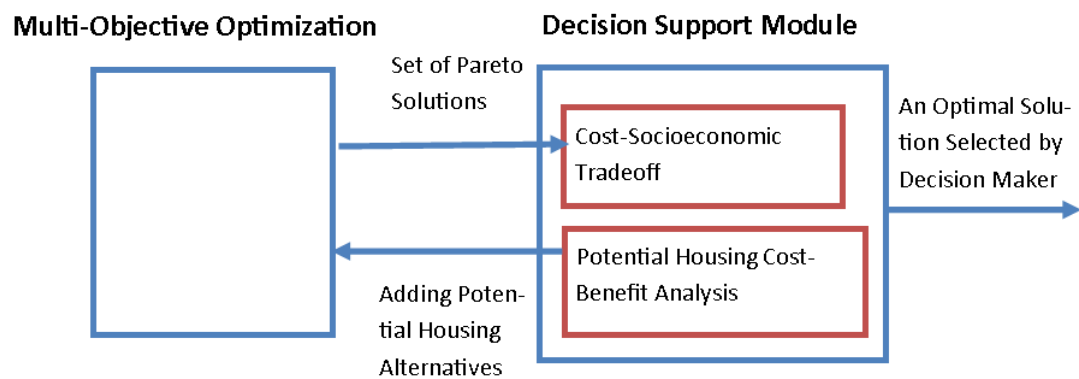 Multi-Objective Optimization
Decision Support Module
Set of Pareto
Solutions
Cost-Socioeconomic
Tradeoff
An Optimal Solu-
tion Selected by
Decision Maker
Potential Housing Cost-
Benefit Analysis
Adding Poten-
tial Housing
Alternatives